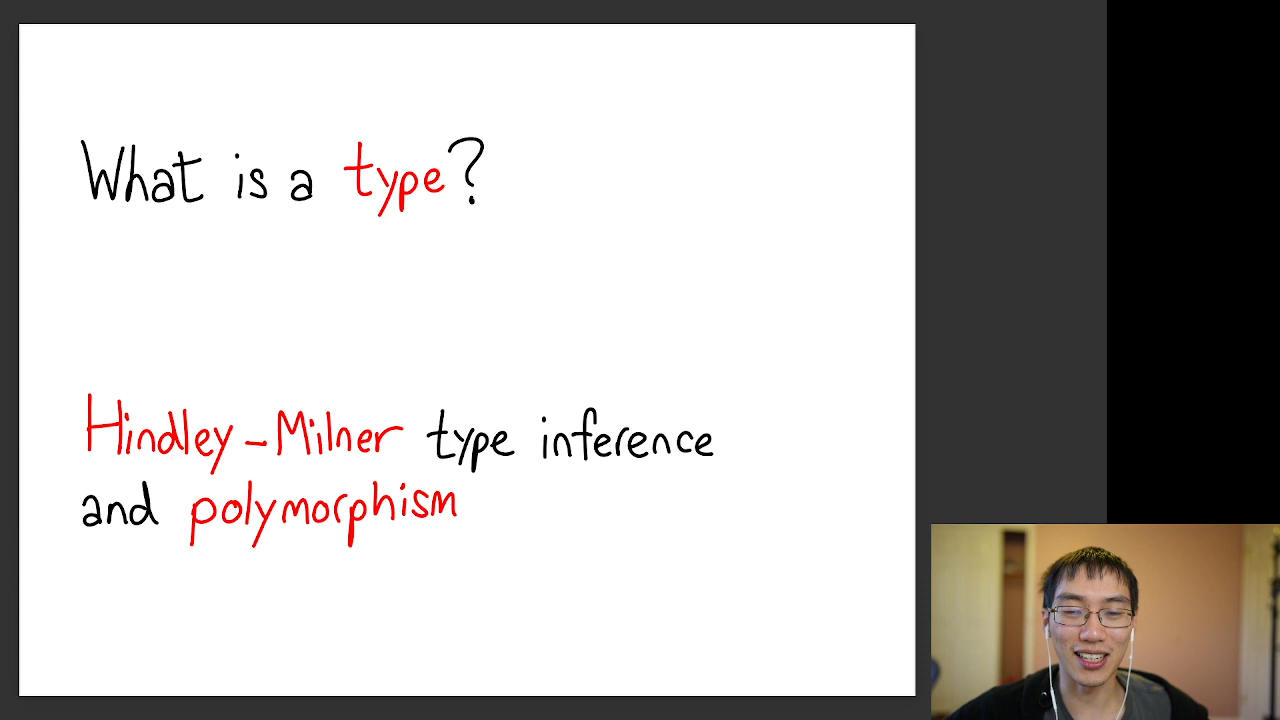 What is a type?
Hindley-Milner type inference
and polymorphism